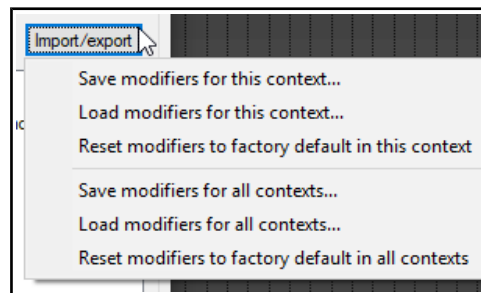 Import/export
Save modifiers for this context...
Load modifiers for this context...
Reset modifiers to factory default in this context
Save modifiers for all contexts...
Load modifiers for all contexts...
Reset modifiers to factory default in all contexts